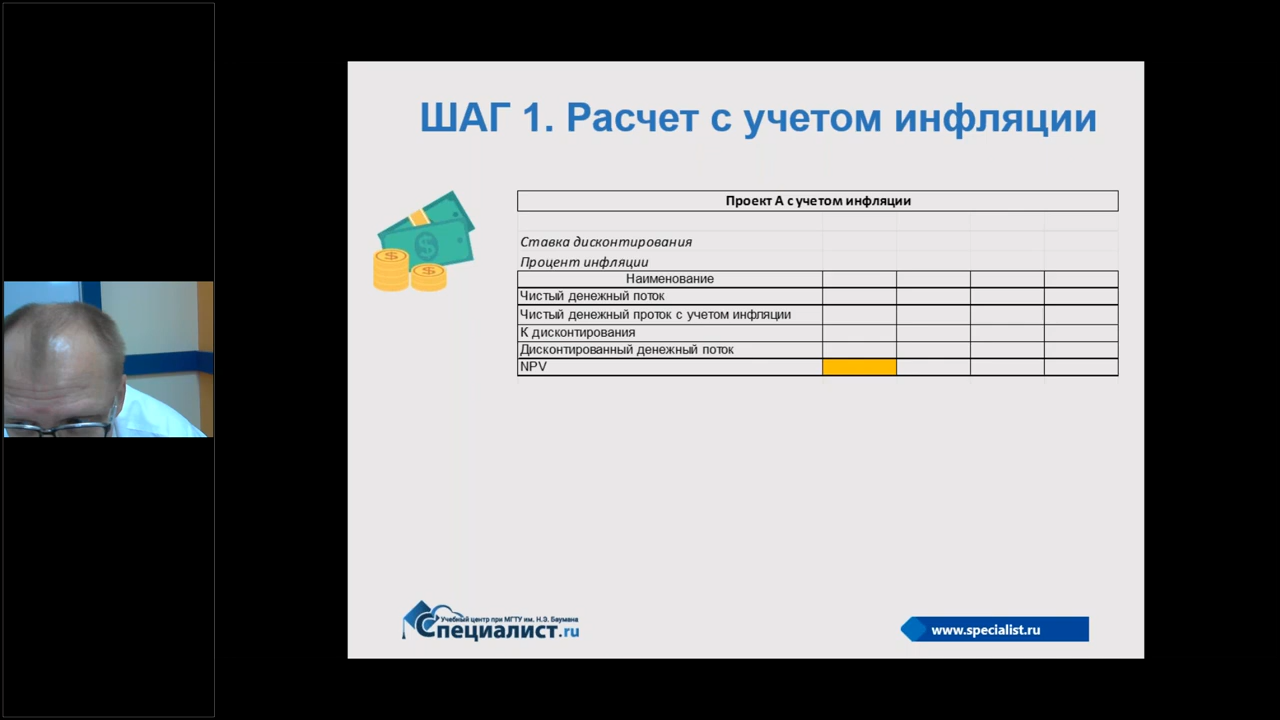 ШАГ 1. Расчет с учетом инфляции
Проект А с учетом инфляции
Ставка дисконтирования
Процент инфляции
Наименование
Чистый денежный поток
Чистый денежный проток с учетом инфляции
К дисконтирования
Дисконтированный денежный поток
NPV
Учебный центр при МГТУ им. Н.Э. Баумана
Специалист.ru
www.specialist.ru